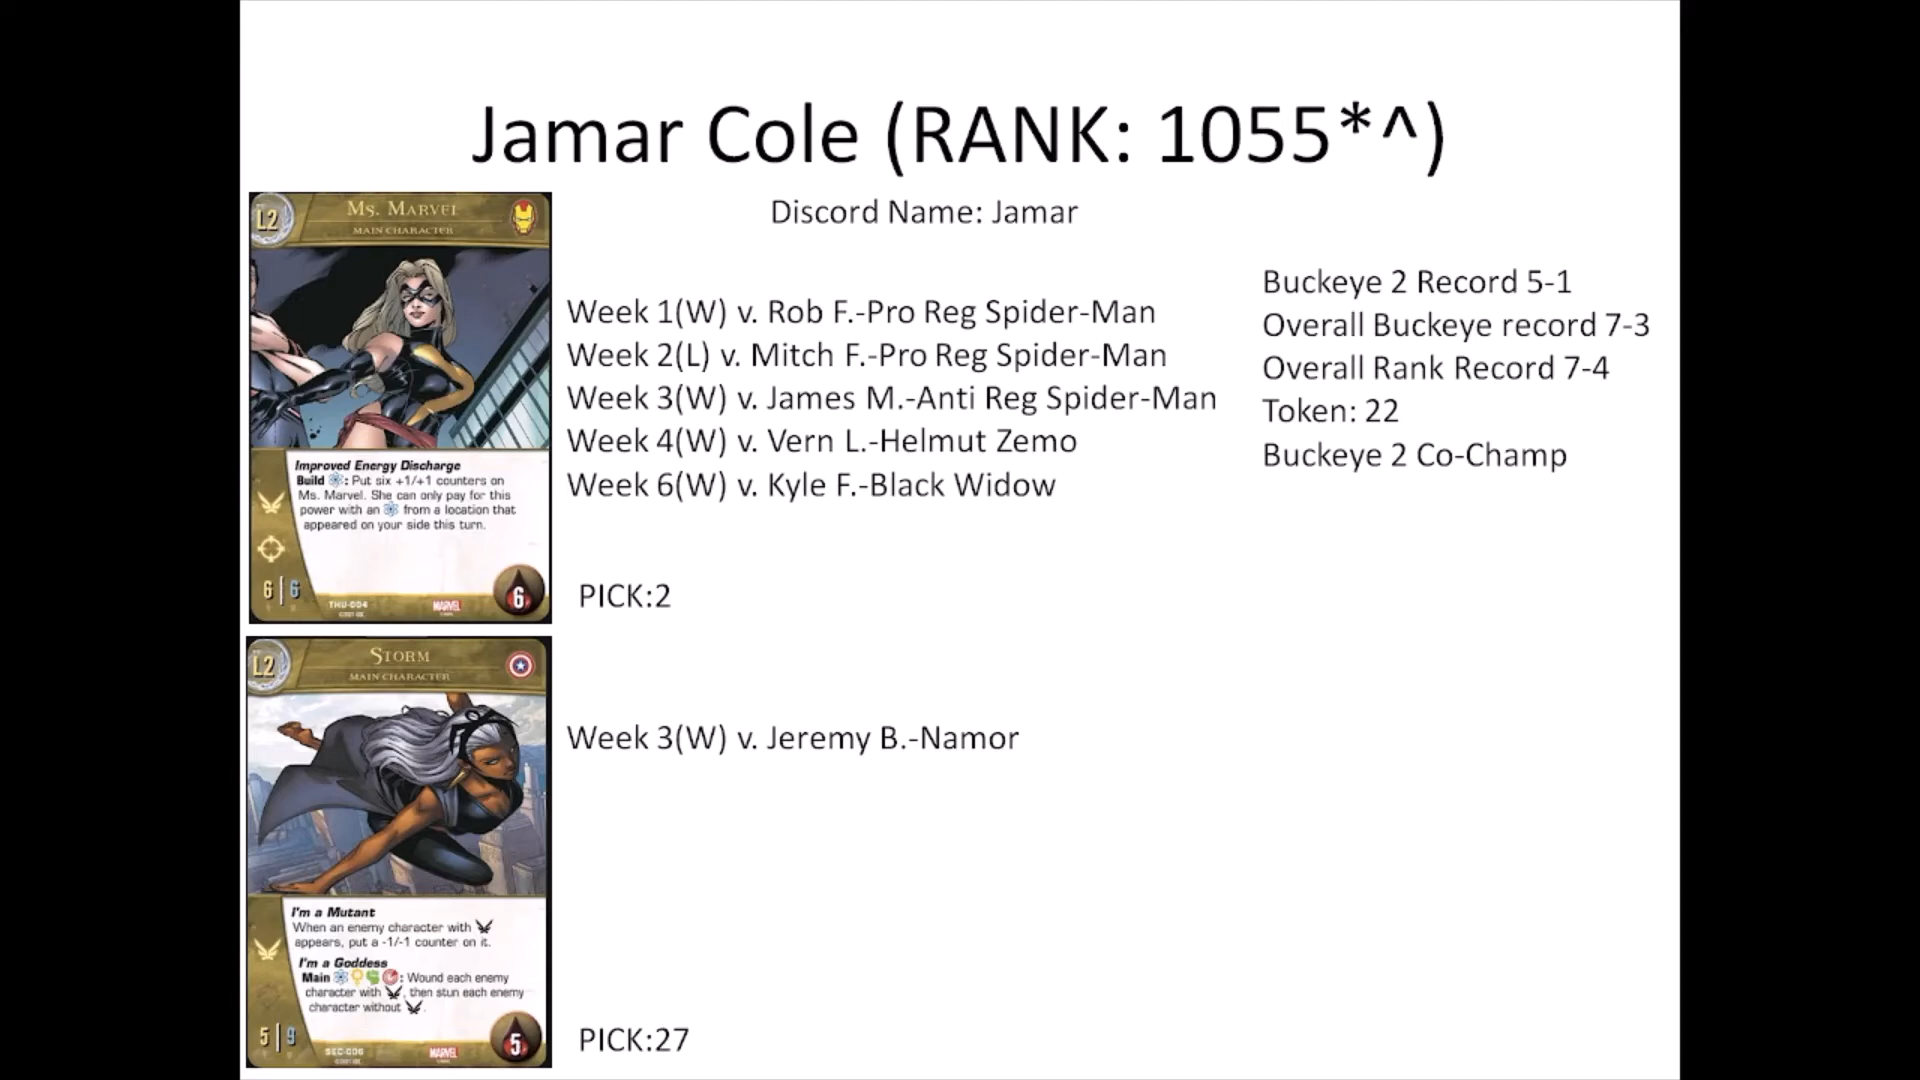 Jamar Cole (RANK: 1055*^)
Discord Name: Jamar
L2
Ms. Marvel
MAIN CHARACTER
Improved Energy Discharge
Build : Put six +1/+1 counters on
Ms. Marvel. She can only pay for this
power with an from a location that
appeared on your side this turn.
6 | 6
THU-004
MARVEL
6
Week 1(W) v. Rob F.-Pro Reg Spider-Man
Week 2(L) v. Mitch F.-Pro Reg Spider-Man
Week 3(W) v. James M.-Anti Reg Spider-Man
Week 4(W) v. Vern L.-Helmut Zemo
Week 6(W) v. Kyle F.-Black Widow
PICK:2
Buckeye 2 Record 5-1
Overall Buckeye record 7-3
Overall Rank Record 7-4
Token: 22
Buckeye 2 Co-Champ
L2
Storm
MAIN CHARACTER
I'm a Mutant
When an enemy character with
appears, put a -1/-1 counter on it.
I'm a Goddess
Main : Wound each enemy
character with , then stun each enemy
character without .
5 | 9
MARVEL
5
Week 3(W) v. Jeremy B.-Namor
PICK:27